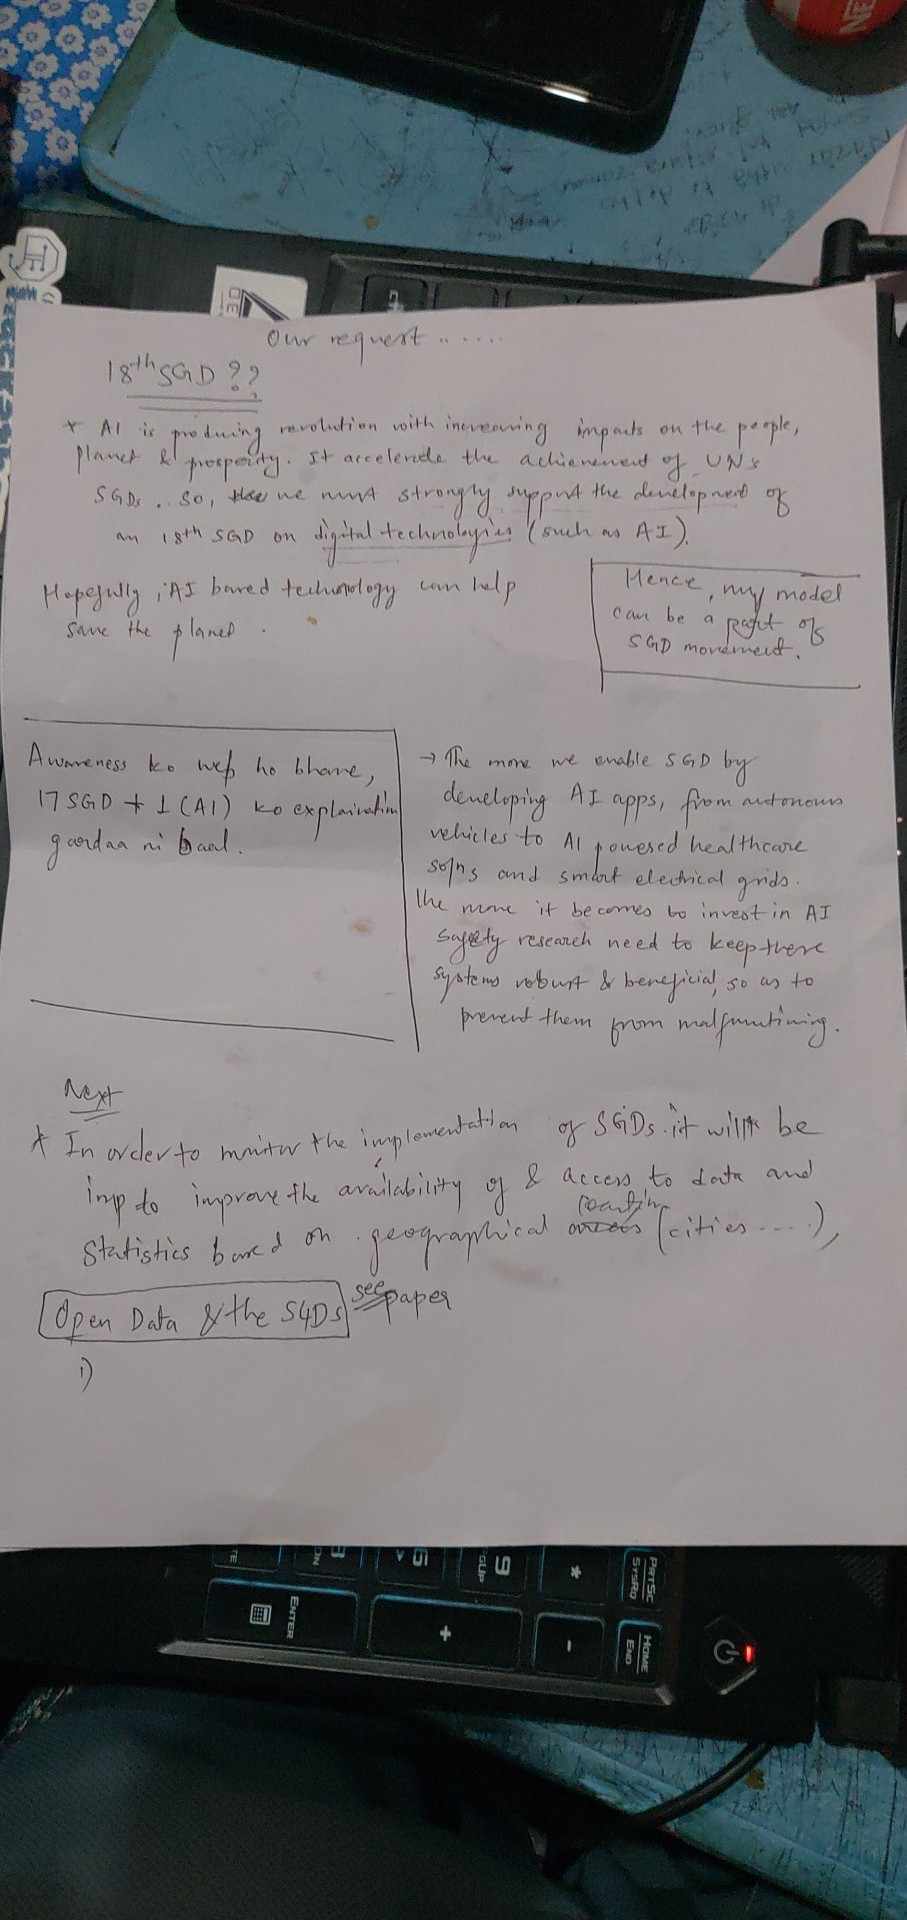 Our request ......
18th SGD ??
* AI is producing revolution with increasing impacts on the people,
planet & prosperity. It accelerate the achievement of UN's
SGDs.. So, we must strongly support the development of
an 18th SGD on digital technologies (such as AI).
Hopefully, AI based technology can help
save the planet.
Hence, my model
can be a part of
SGD movement.
Awareness ko web ho bhane,
17 SGD + 1 (AI) ko explaination
gardaa ni bhael.
→ The more we enable SGD by
developing AI apps, from autonomous
vehicles to AI powered healthcare
solns and smart electrical grids.
the more it becomes to invest in AI
safety research need to keep there
systems robust & beneficial, so as to
prevent them from malfunctining.
Next
* In order to monitor the implementation of SGDs. it will be
imp to improve the availability of & access to data and
Statistics based on geographical location (cities ....),
Open Data & the SGDs see paper
1)
ENTER
+
-
*
9
PGUP
PRTSC
SYSRQ
HOME
END